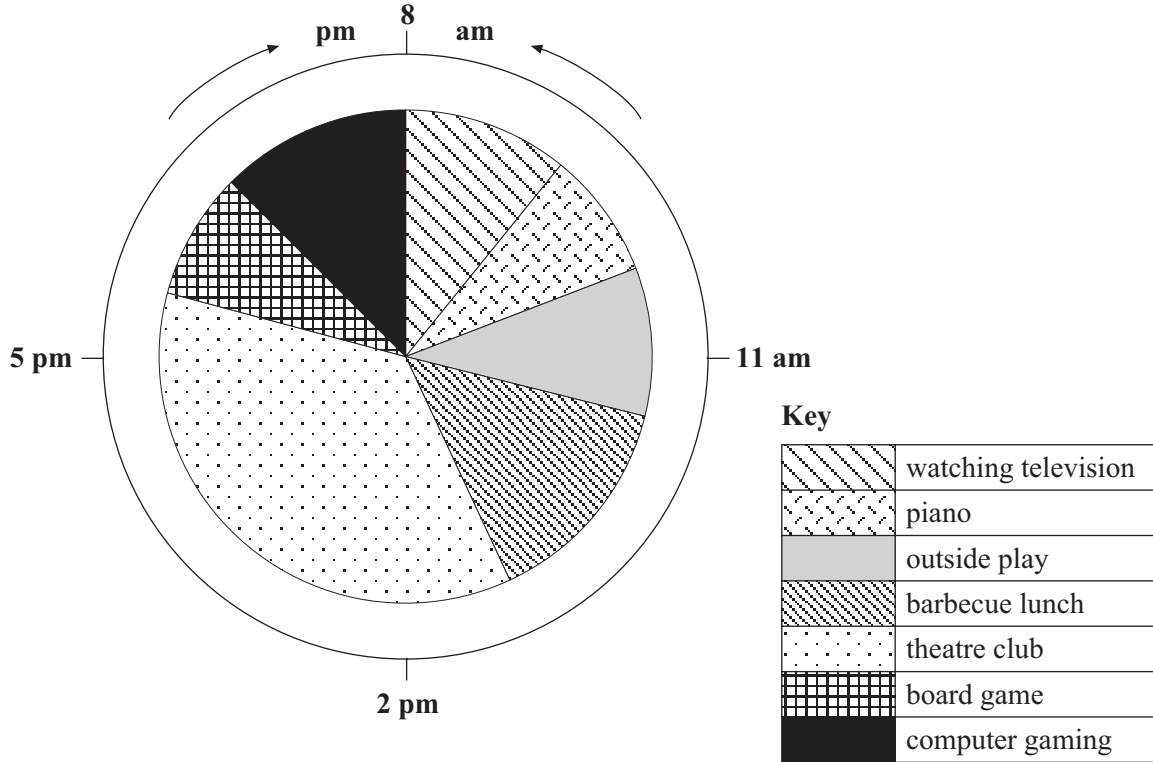 8
pm am
5 pm
11 am
2 pm
Key
watching television
piano
outside play
barbecue lunch
theatre club
board game
computer gaming